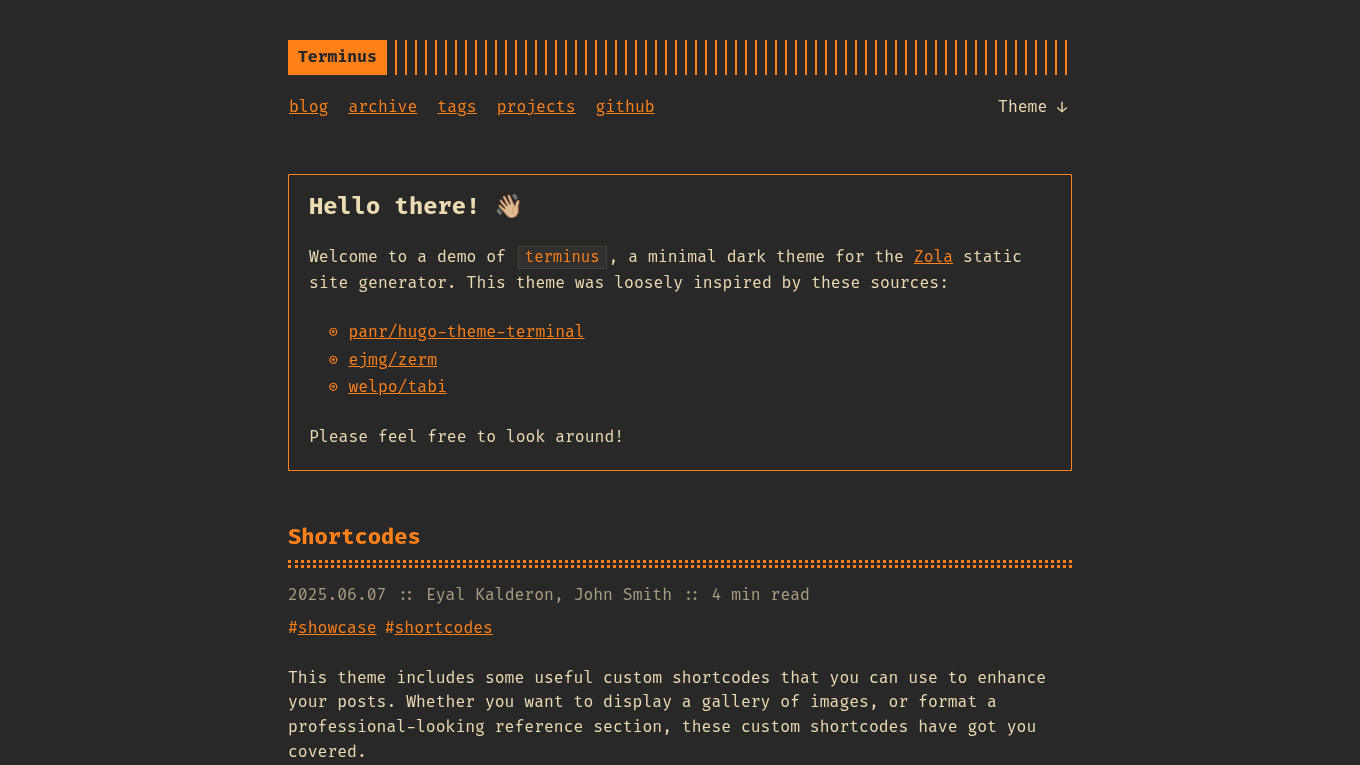 Terminus
blog archive tags projects github Theme ↓
Hello there! 👋🏼
Welcome to a demo of terminus, a minimal dark theme for the Zola static
site generator. This theme was loosely inspired by these sources:
⊙ panr/hugo-theme-terminal
⊙ ejmg/zerm
⊙ welpo/tabi
Please feel free to look around!
Shortcodes
2025.06.07 :: Eyal Kalderon, John Smith :: 4 min read
#showcase #shortcodes
This theme includes some useful custom shortcodes that you can use to enhance
your posts. Whether you want to display a gallery of images, or format a
professional-looking reference section, these custom shortcodes have got you
covered.